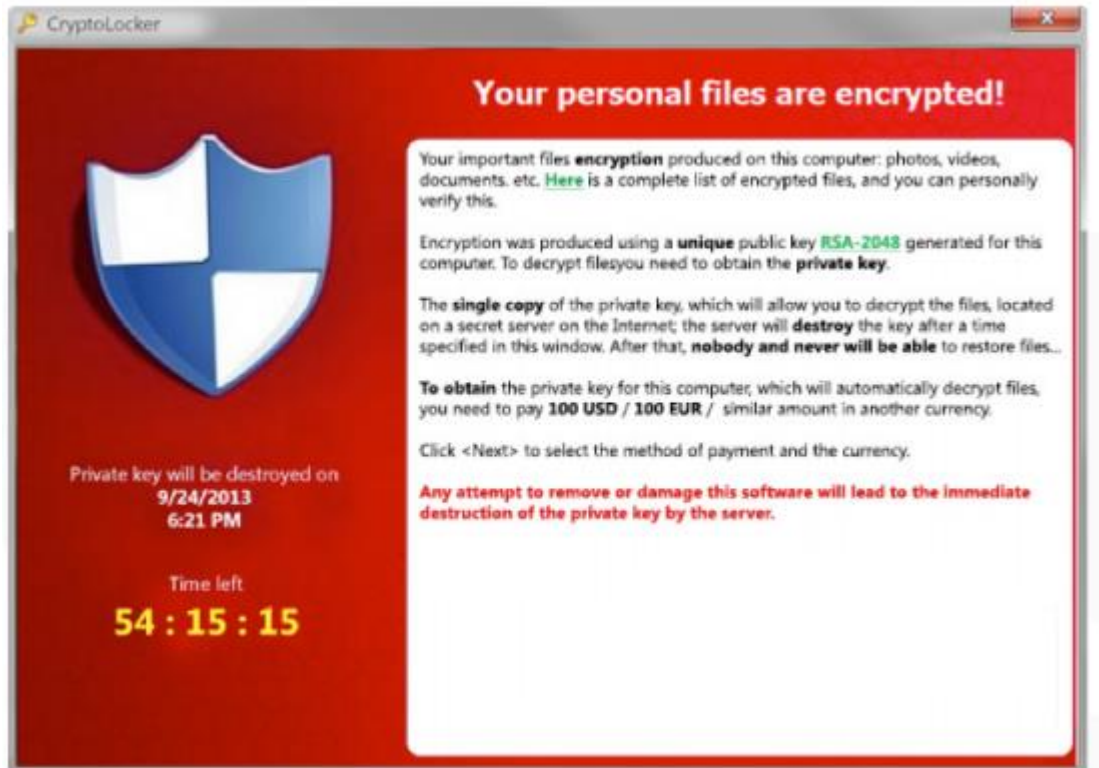 CryptoLocker
Your personal files are encrypted!
Your important files encryption produced on this computer: photos, videos,
documents. etc. Here is a complete list of encrypted files, and you can personally
verify this.
Encryption was produced using a unique public key RSA-2048 generated for this
computer. To decrypt filesyou need to obtain the private key.
The single copy of the private key, which will allow you to decrypt the files, located
on a secret server on the Internet; the server will destroy the key after a time
specified in this window. After that, nobody and never will be able to restore files...
To obtain the private key for this computer, which will automatically decrypt files,
you need to pay 100 USD / 100 EUR / similar amount in another currency.
Click <Next> to select the method of payment and the currency.
Any attempt to remove or damage this software will lead to the immediate
destruction of the private key by the server.
Private key will be destroyed on
9/24/2013
6:21 PM
Time left
54 : 15 : 15